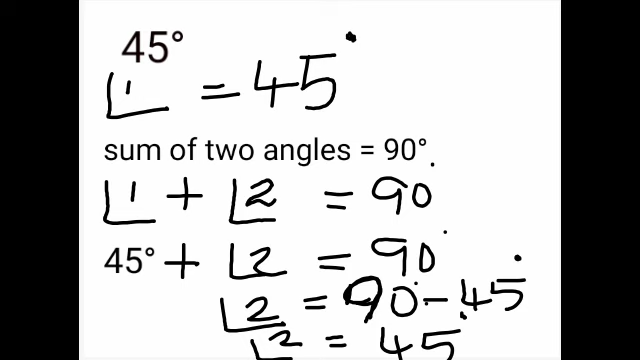 45°
∠1 = 45°
sum of two angles = 90°
∠1 + ∠2 = 90°
45° + ∠2 = 90°
∠2 = 90° - 45°
∠2 = 45°